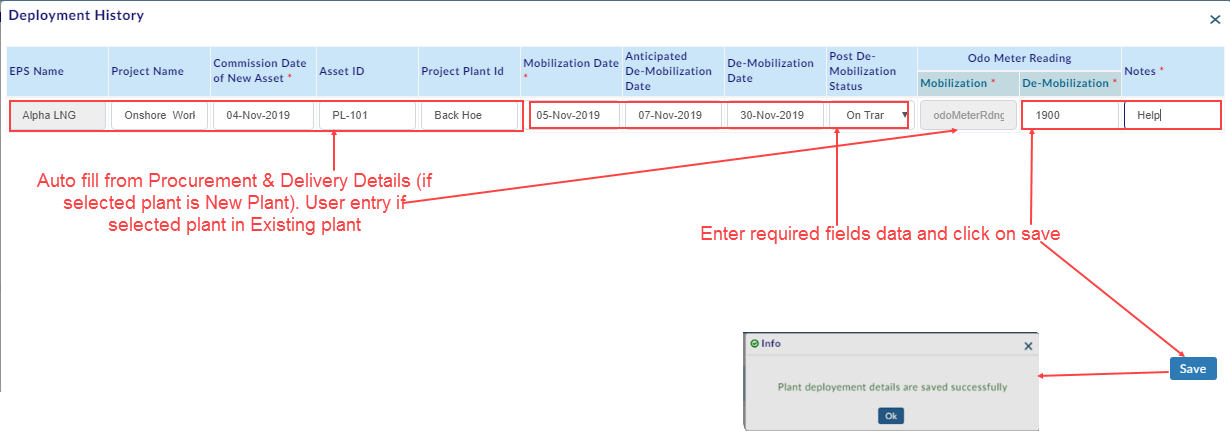 Deployment History
EPS Name
Project Name
Commission Date
of New Asset *
Asset ID
Project Plant Id
Mobilization Date
*
Anticipated
De-Mobilization
Date
De-Mobilization
Date
Post De-
Mobilization
Status
Odo Meter Reading
Mobilization *
De-Mobilization *
Notes *
Alpha LNG
Onshore Work
04-Nov-2019
PL-101
Back Hoe
05-Nov-2019
07-Nov-2019
30-Nov-2019
On Tran
odoMeterRdng
1900
Help
Auto fill from Procurement & Delivery Details (if
selected plant is New Plant). User entry if
selected plant in Existing plant
Enter required fields data and click on save
Info
Plant deployement details are saved successfully
Ok
Save